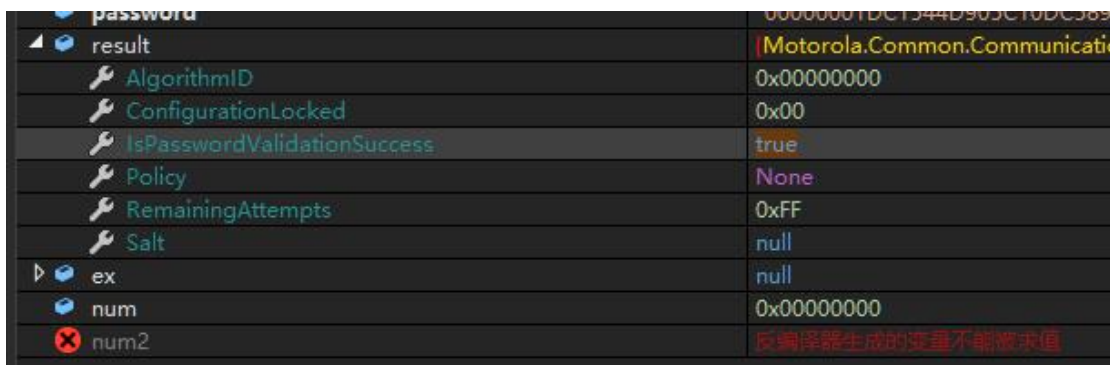 password
result [Motorola.Common.Communicati
AlgorithmID 0x00000000
ConfigurationLocked 0x00
IsPasswordValidationSuccess true
Policy None
RemainingAttempts 0xFF
Salt null
ex null
num 0x00000000
num2 反编译器生成的变量不能被求值